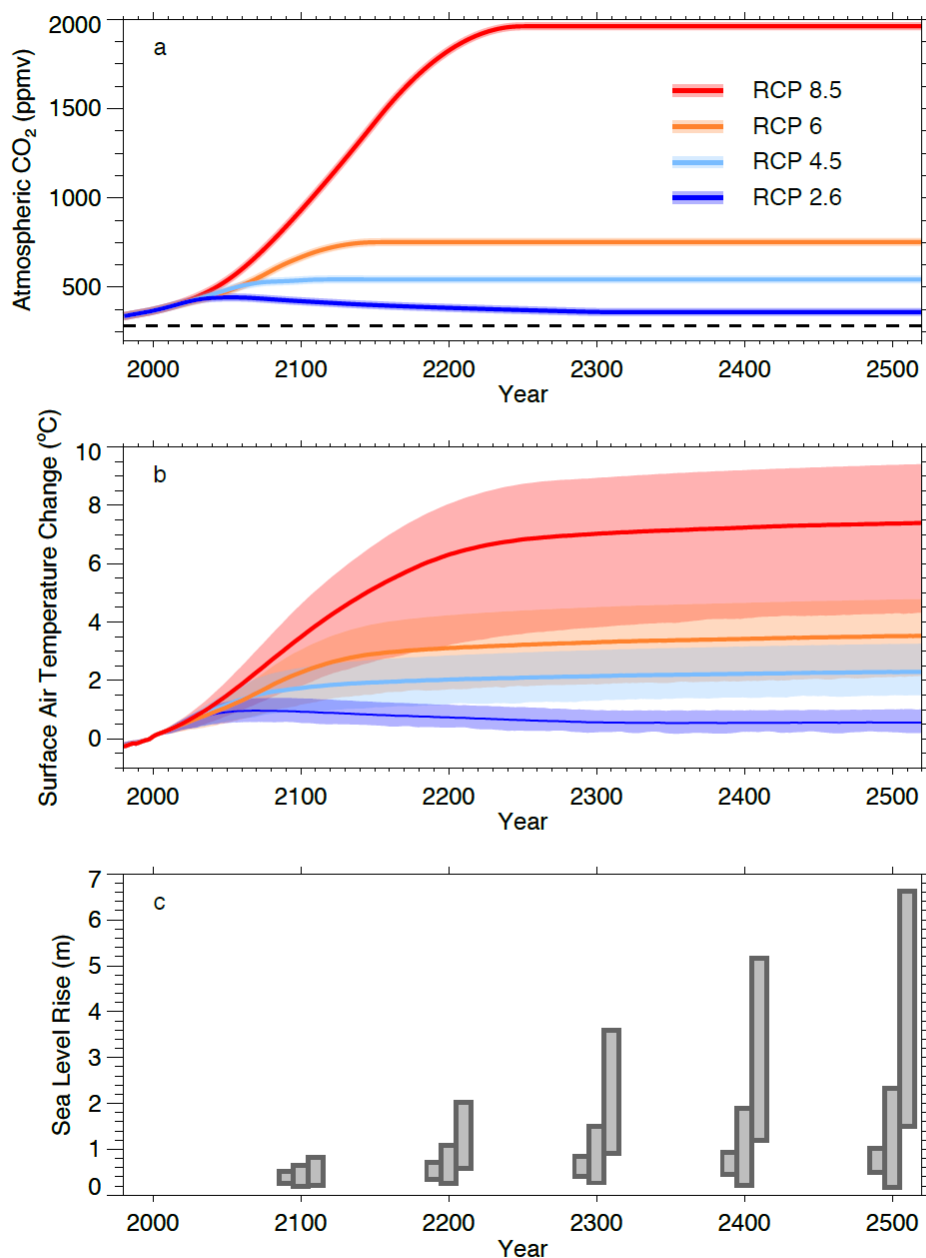 a
Atmospheric CO₂ (ppmv)
2000
1500
1000
500
RCP 8.5
RCP 6
RCP 4.5
RCP 2.6
2000 2100 2200 2300 2400 2500
Year
b
Surface Air Temperature Change (ºC)
10
8
6
4
2
0
2000 2100 2200 2300 2400 2500
Year
c
Sea Level Rise (m)
7
6
5
4
3
2
1
0
2000 2100 2200 2300 2400 2500
Year